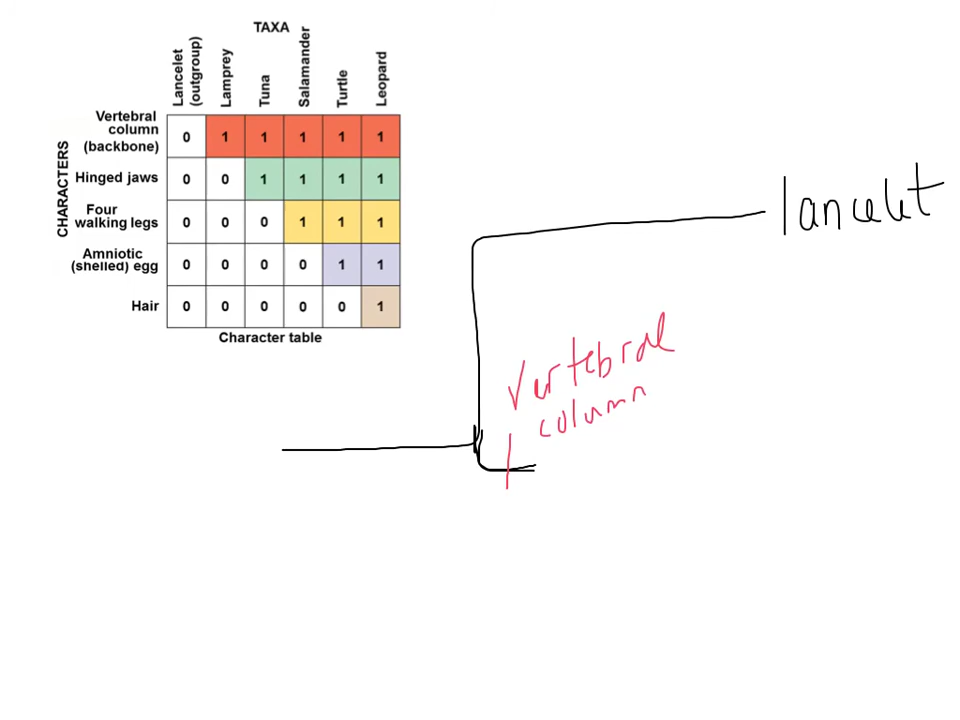 TAXA
Lancelet (outgroup)
Lamprey
Tuna
Salamander
Turtle
Leopard
CHARACTERS
Vertebral column (backbone) 0 1 1 1 1 1
Hinged jaws 0 0 1 1 1 1
Four walking legs 0 0 0 1 1 1
Amniotic (shelled) egg 0 0 0 0 1 1
Hair 0 0 0 0 0 1
Character table
lancelet
Vertebral
column